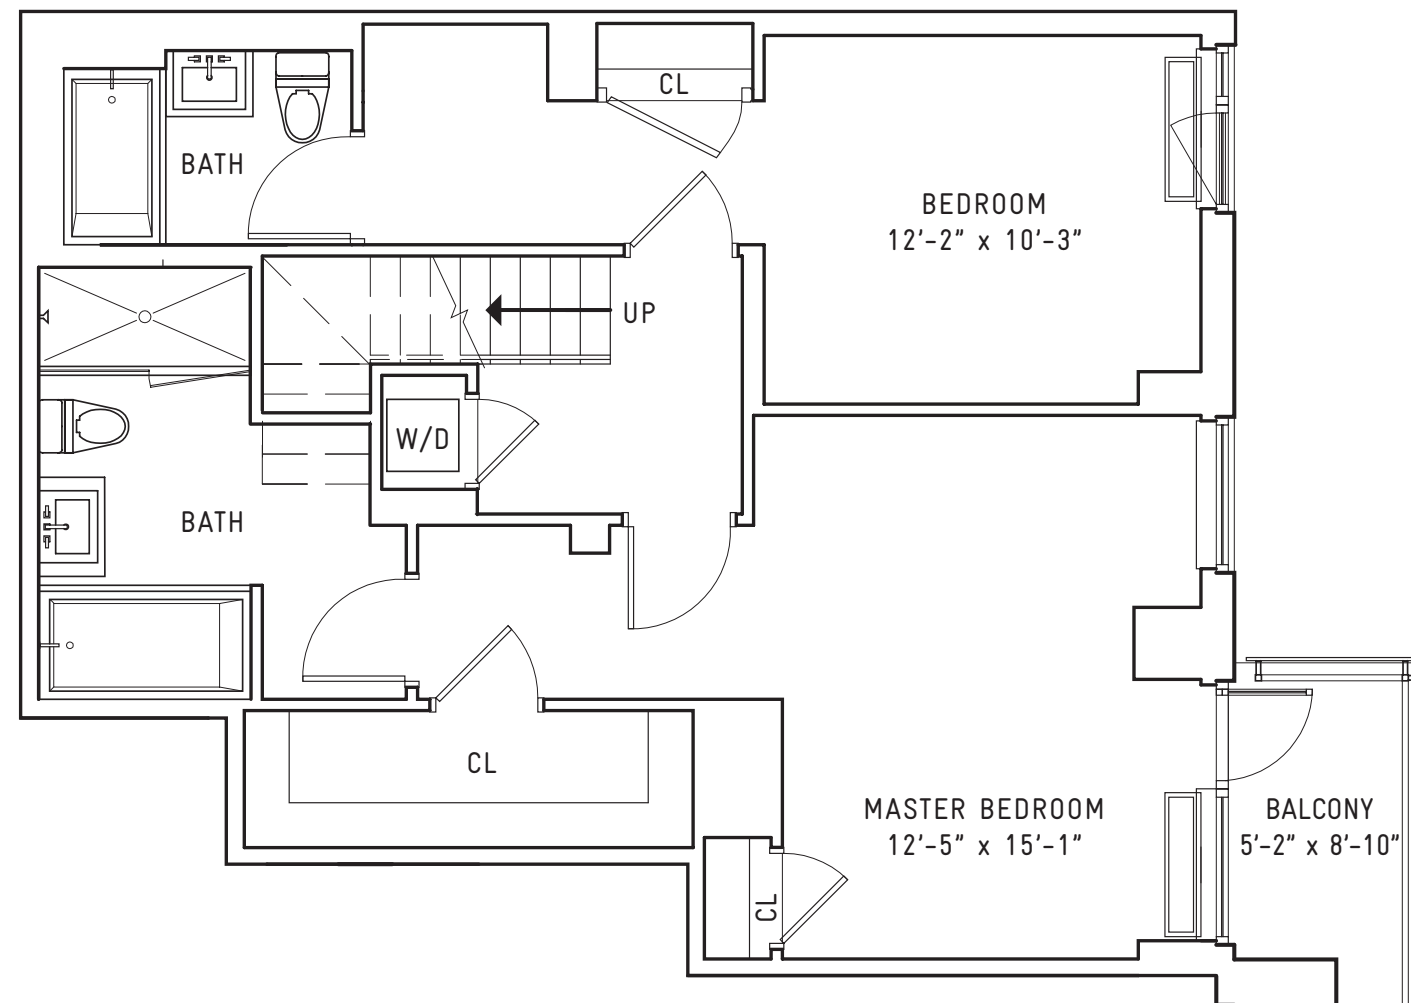 CL
BATH
BEDROOM
12'-2" x 10'-3"
UP
W/D
BATH
CL
MASTER BEDROOM
12'-5" x 15'-1"
BALCONY
5'-2" x 8'-10"
CL